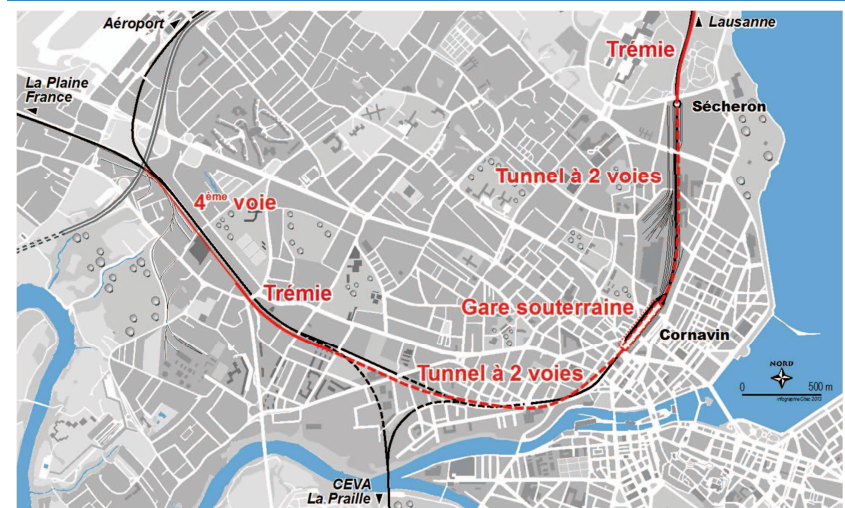 Aéroport
Lausanne
Trémie
La Plaine
France
Sécheron
Tunnel à 2 voies
4ème voie
Trémie
Gare souterraine
Cornavin
Tunnel à 2 voies
NORD
0 500 m
CEVA
La Praille